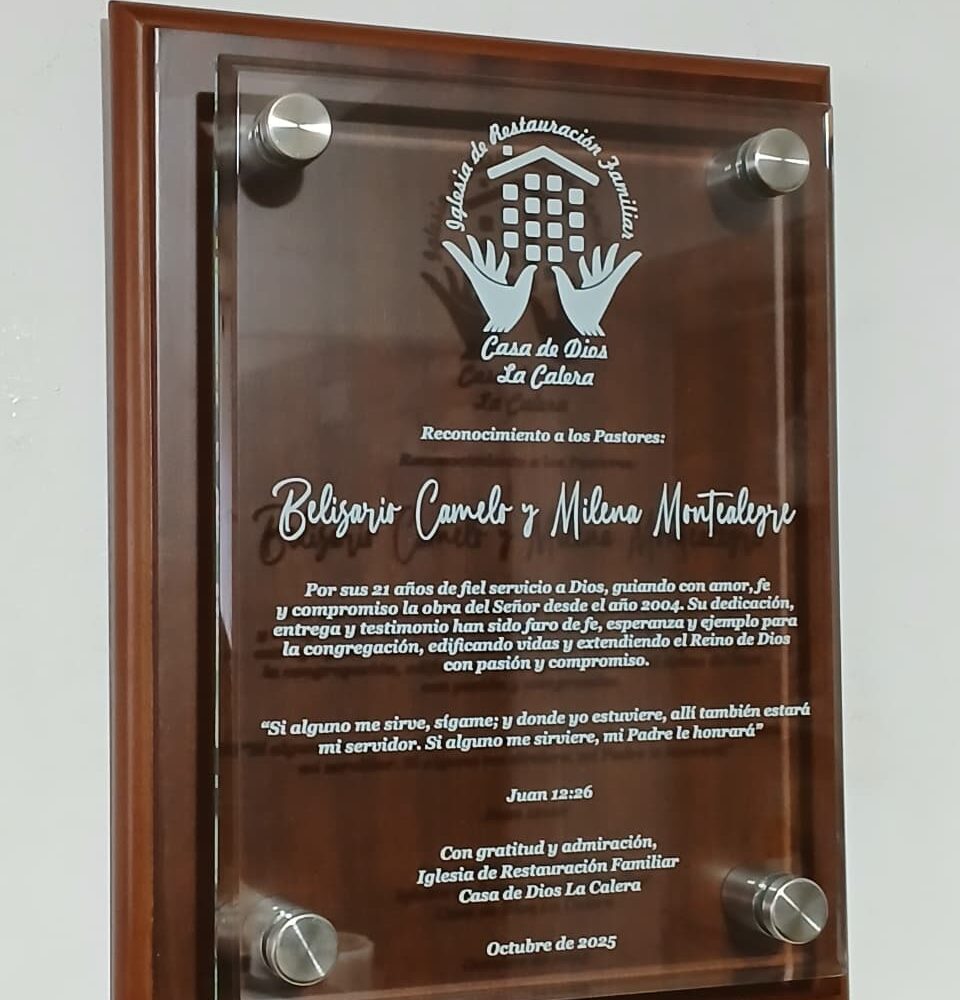 Iglesia de Restauración Familiar
Casa de Dios
La Calera
Reconocimiento a los Pastores:
Belisario Camelo y Milena Montealegre
Por sus 21 años de fiel servicio a Dios, guiando con amor, fe
y compromiso la obra del Señor desde el año 2004. Su dedicación,
entrega y testimonio han sido faro de fe, esperanza y ejemplo para
la congregación, edificando vidas y extendiendo el Reino de Dios
con pasión y compromiso.
“Si alguno me sirve, sígame; y donde yo estuviere, allí también estará
mi servidor. Si alguno me sirviere, mi Padre le honrará”
Juan 12:26
Con gratitud y admiración,
Iglesia de Restauración Familiar
Casa de Dios La Calera
Octubre de 2025